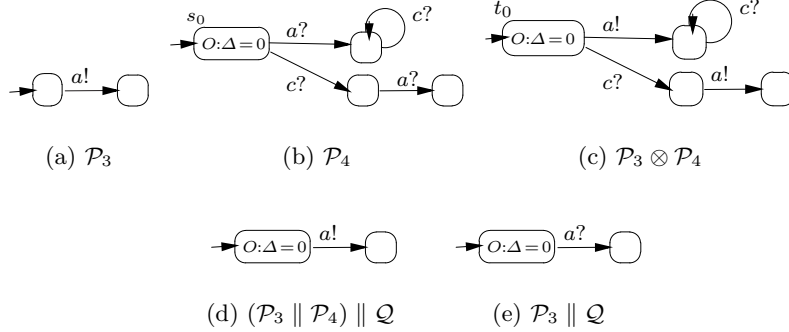 s₀
t₀
a? c? a! c?
a! O:Δ=0 O:Δ=0
c? a? c? a!
(a) 𝒫₃ (b) 𝒫₄ (c) 𝒫₃ ⊗ 𝒫₄
O:Δ=0 a! O:Δ=0 a?
(d) (𝒫₃ ∥ 𝒫₄) ∥ 𝒬 (e) 𝒫₃ ∥ 𝒬